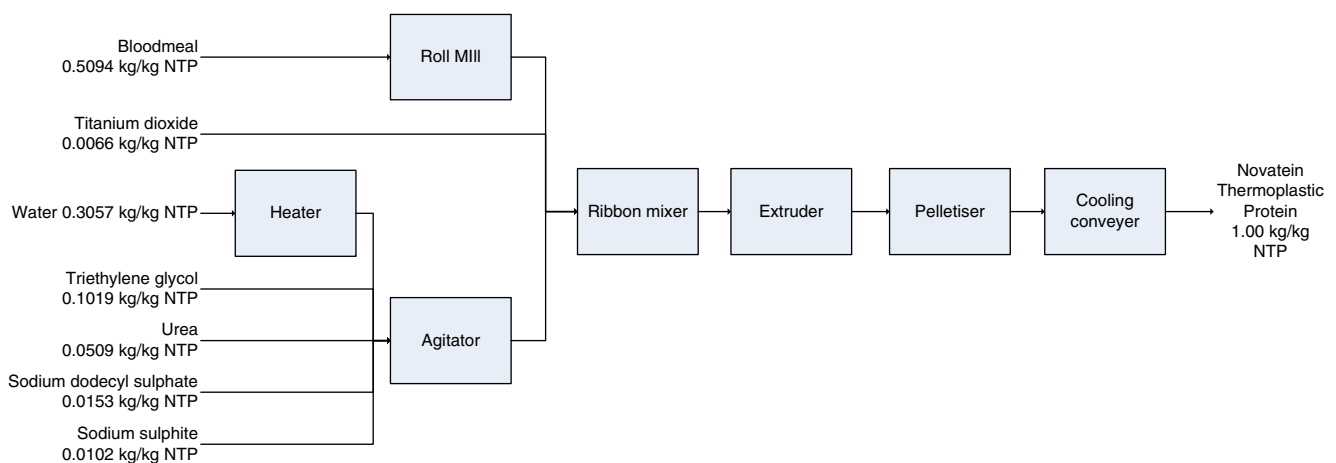 Bloodmeal
0.5094 kg/kg NTP
Roll MIll
Titanium dioxide
0.0066 kg/kg NTP
Water 0.3057 kg/kg NTP
Heater
Triethylene glycol
0.1019 kg/kg NTP
Urea
0.0509 kg/kg NTP
Sodium dodecyl sulphate
0.0153 kg/kg NTP
Sodium sulphite
0.0102 kg/kg NTP
Agitator
Ribbon mixer
Extruder
Pelletiser
Cooling
conveyer
Novatein
Thermoplastic
Protein
1.00 kg/kg
NTP